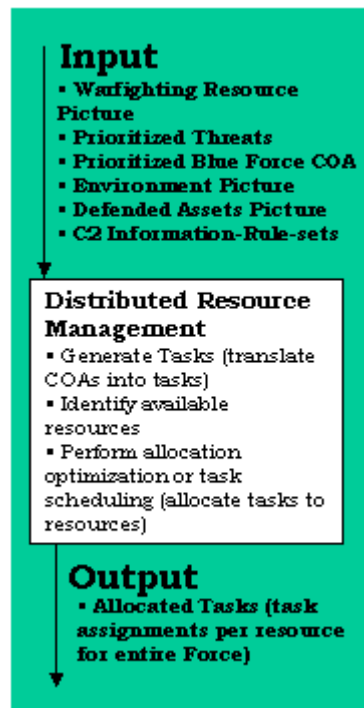 Input
▪ Warfighting Resource
Picture
▪ Prioritized Threats
▪ Prioritized Blue Force COA
▪ Environment Picture
▪ Defended Assets Picture
▪ C2 Information-Rule-sets
Distributed Resource
Management
▪ Generate Tasks (translate
COAs into tasks)
▪ Identify available
resources
▪ Perform allocation
optimization or task
scheduling (allocate tasks to
resources)
Output
▪ Allocated Tasks (task
assignments per resource
for entire Force)